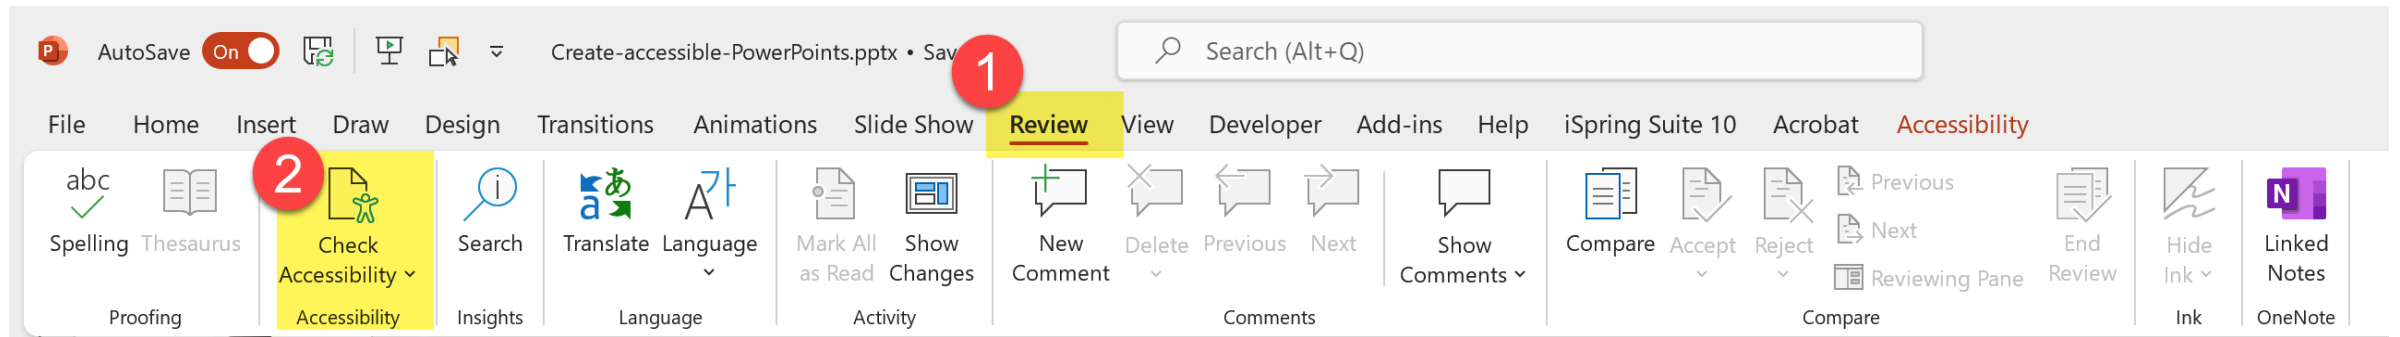 P AutoSave On Create-accessible-PowerPoints.pptx • Sav Search (Alt+Q)
1
File Home Insert Draw Design Transitions Animations Slide Show Review View Developer Add-ins Help iSpring Suite 10 Acrobat Accessibility
2
abc
Spelling
Thesaurus
Proofing
Check
Accessibility
Accessibility
Search
Insights
あ
a
Translate
A가
Language
Language
Mark All
as Read
Show
Changes
Activity
New
Comment
Delete
Previous
Next
Show
Comments
Comments
Compare
Accept
Reject
Previous
Next
Reviewing Pane
End
Review
Compare
Hide
Ink
Ink
N
Linked
Notes
OneNote